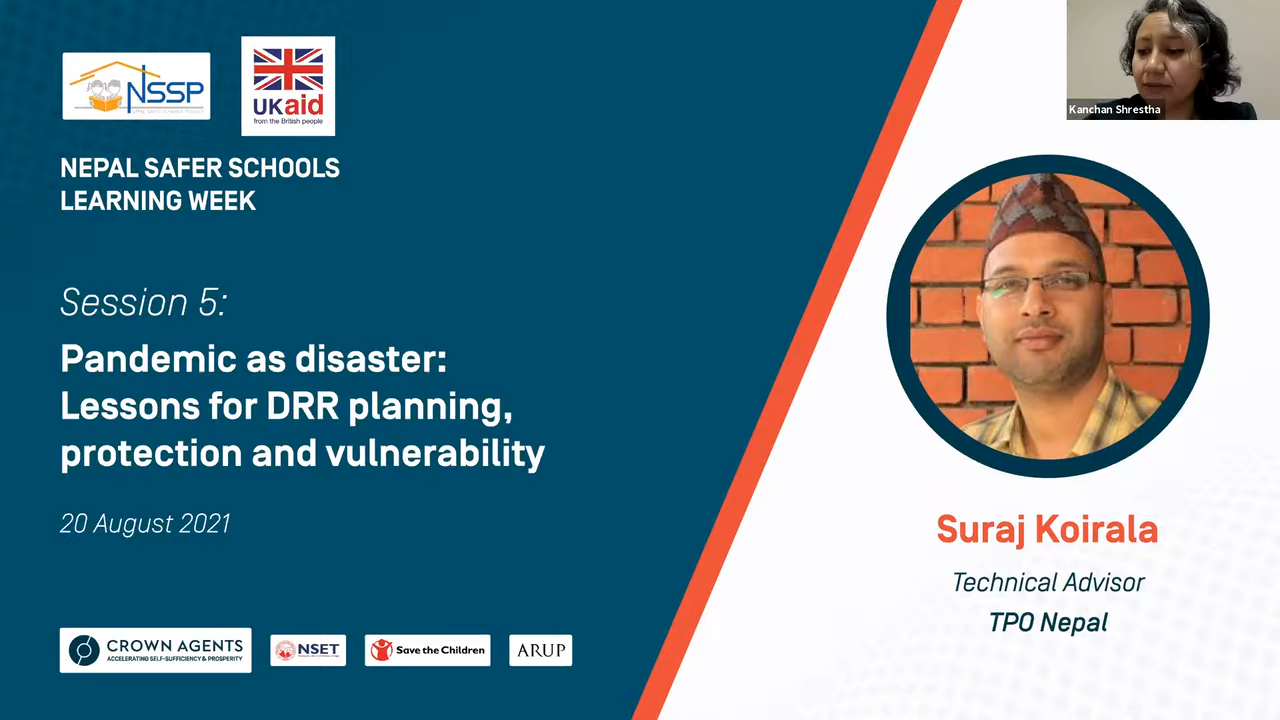 NSSP
UKaid
from the British people
Kanchan Shrestha
NEPAL SAFER SCHOOLS
LEARNING WEEK
Session 5:
Pandemic as disaster:
Lessons for DRR planning,
protection and vulnerability
20 August 2021
Suraj Koirala
Technical Advisor
TPO Nepal
CROWN AGENTS
ACCELERATING SELF-SUFFICIENCY & PROSPERITY
NSET
Save the Children
ARUP